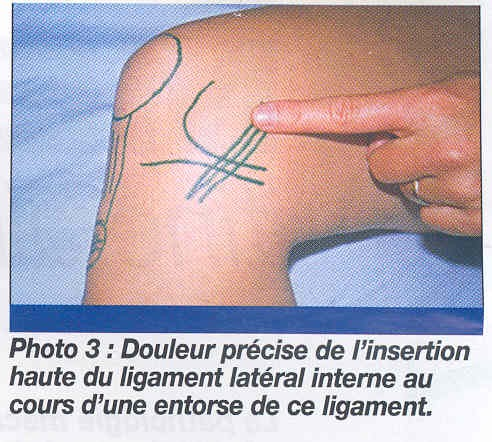 Photo 3 : Douleur précise de l'insertion
haute du ligament latéral interne au
cours d'une entorse de ce ligament.